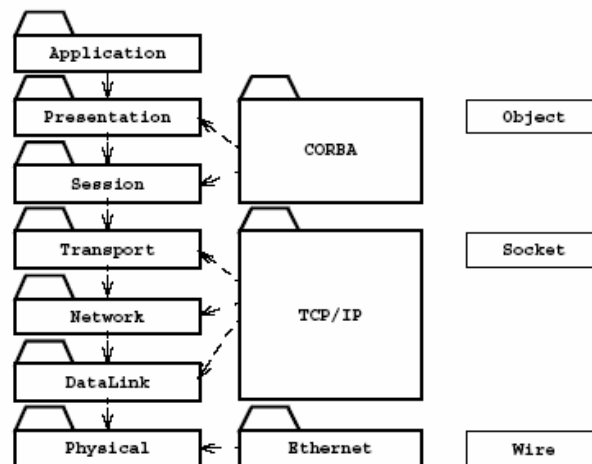 Application
Presentation
CORBA
Object
Session
Transport
Socket
Network
TCP/IP
DataLink
Physical
Ethernet
Wire